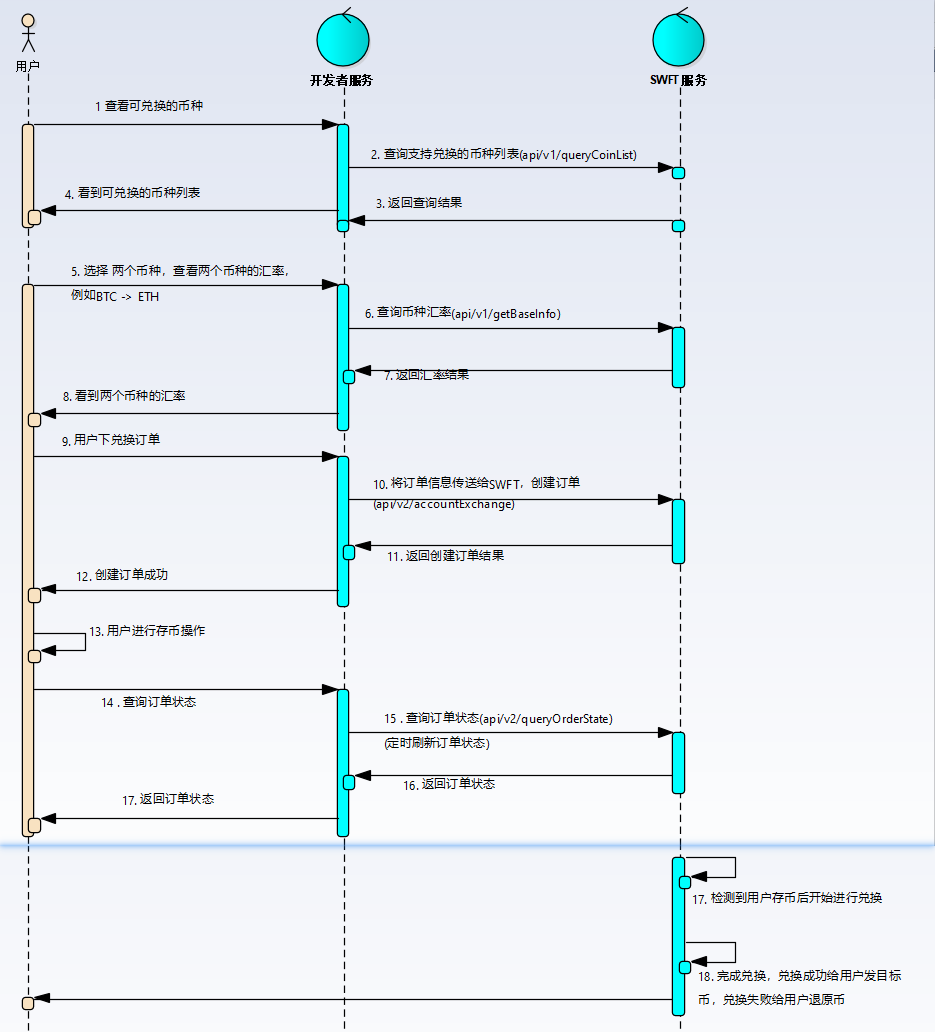 用户
开发者服务
SWFT 服务
1 查看可兑换的币种
2. 查询支持兑换的币种列表(api/v1/queryCoinList)
4. 看到可兑换的币种列表
3. 返回查询结果
5. 选择 两个币种，查看两个币种的汇率，
例如BTC -> ETH
6. 查询币种汇率(api/v1/getBaseInfo)
7. 返回汇率结果
8. 看到两个币种的汇率
9. 用户下兑换订单
10. 将订单信息传送给SWFT，创建订单
(api/v2/accountExchange)
11. 返回创建订单结果
12. 创建订单成功
13. 用户进行存币操作
14 . 查询订单状态
15 . 查询订单状态(api/v2/queryOrderState)
(定时刷新订单状态)
16. 返回订单状态
17. 返回订单状态
17. 检测到用户存币后开始进行兑换
18. 完成兑换，兑换成功给用户发目标
币，兑换失败给用户退原币